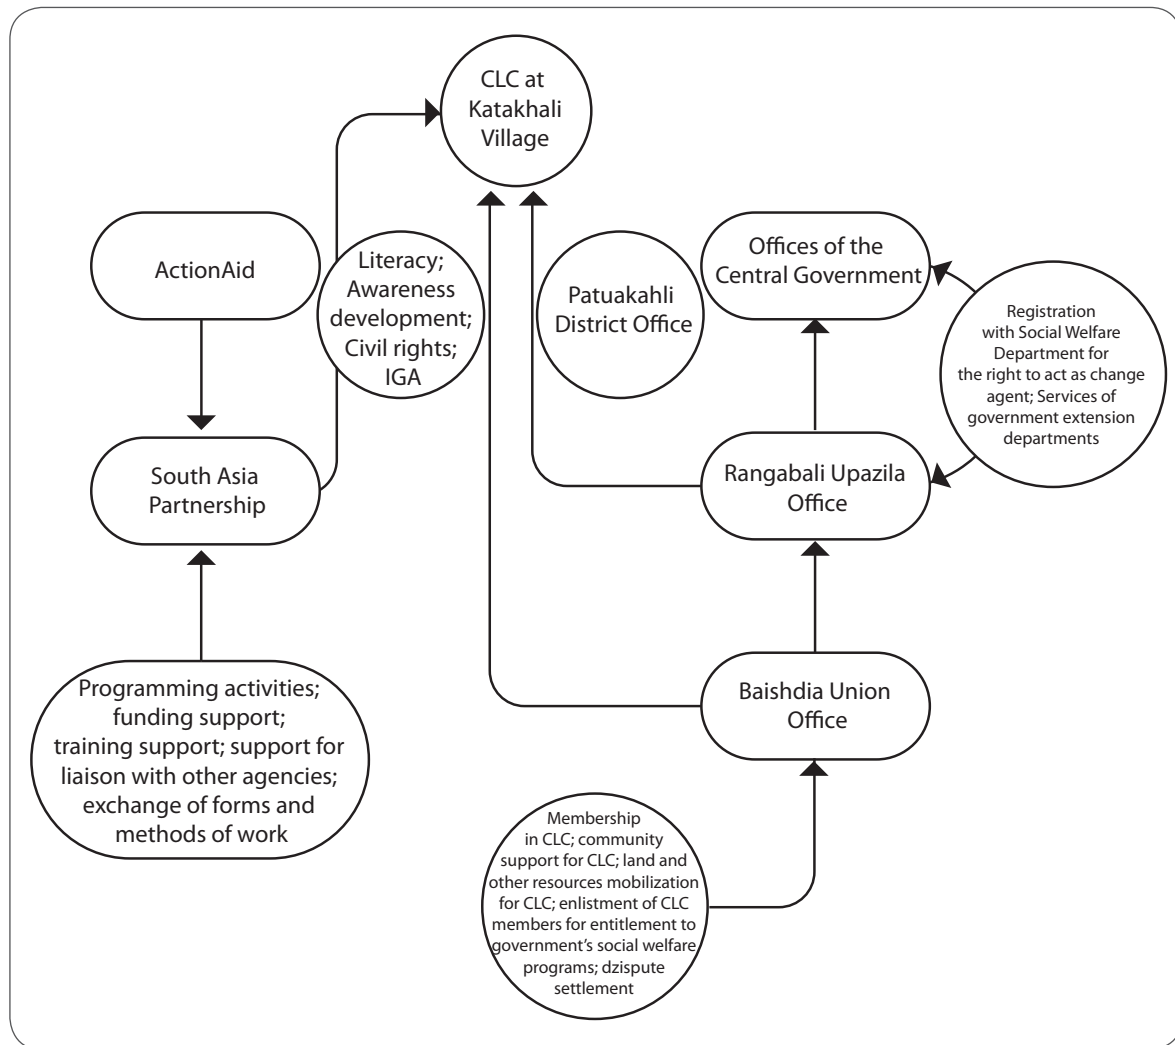 CLC at
Katakhali
Village
ActionAid
Literacy;
Awareness
development;
Civil rights;
IGA
Patuakahli
District Office
Offices of the
Central Government
Registration
with Social Welfare
Department for
the right to act as change
agent; Services of
government extension
departments
South Asia
Partnership
Rangabali Upazila
Office
Programming activities;
funding support;
training support; support for
liaison with other agencies;
exchange of forms and
methods of work
Baishdia Union
Office
Membership
in CLC; community
support for CLC; land and
other resources mobilization
for CLC; enlistment of CLC
members for entitlement to
government's social welfare
programs; dzispute
settlement